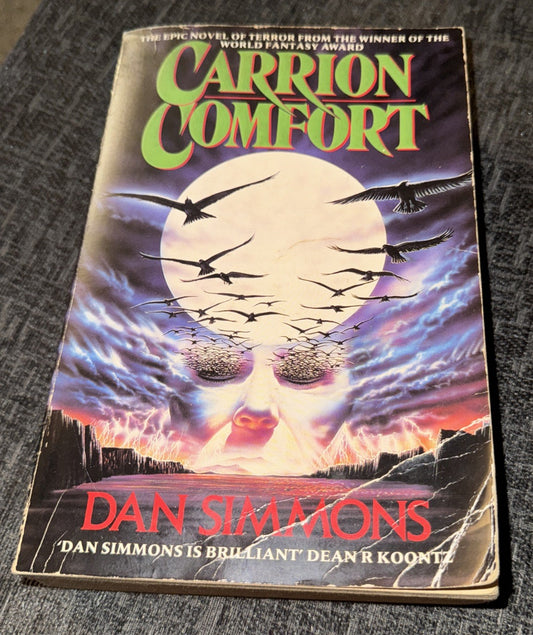 THE EPIC NOVEL OF TERROR FROM THE WINNER OF THE
WORLD FANTASY AWARD
CARRION
COMFORT
DAN SIMMONS
'DAN SIMMONS IS BRILLIANT' DEAN R KOONTZ